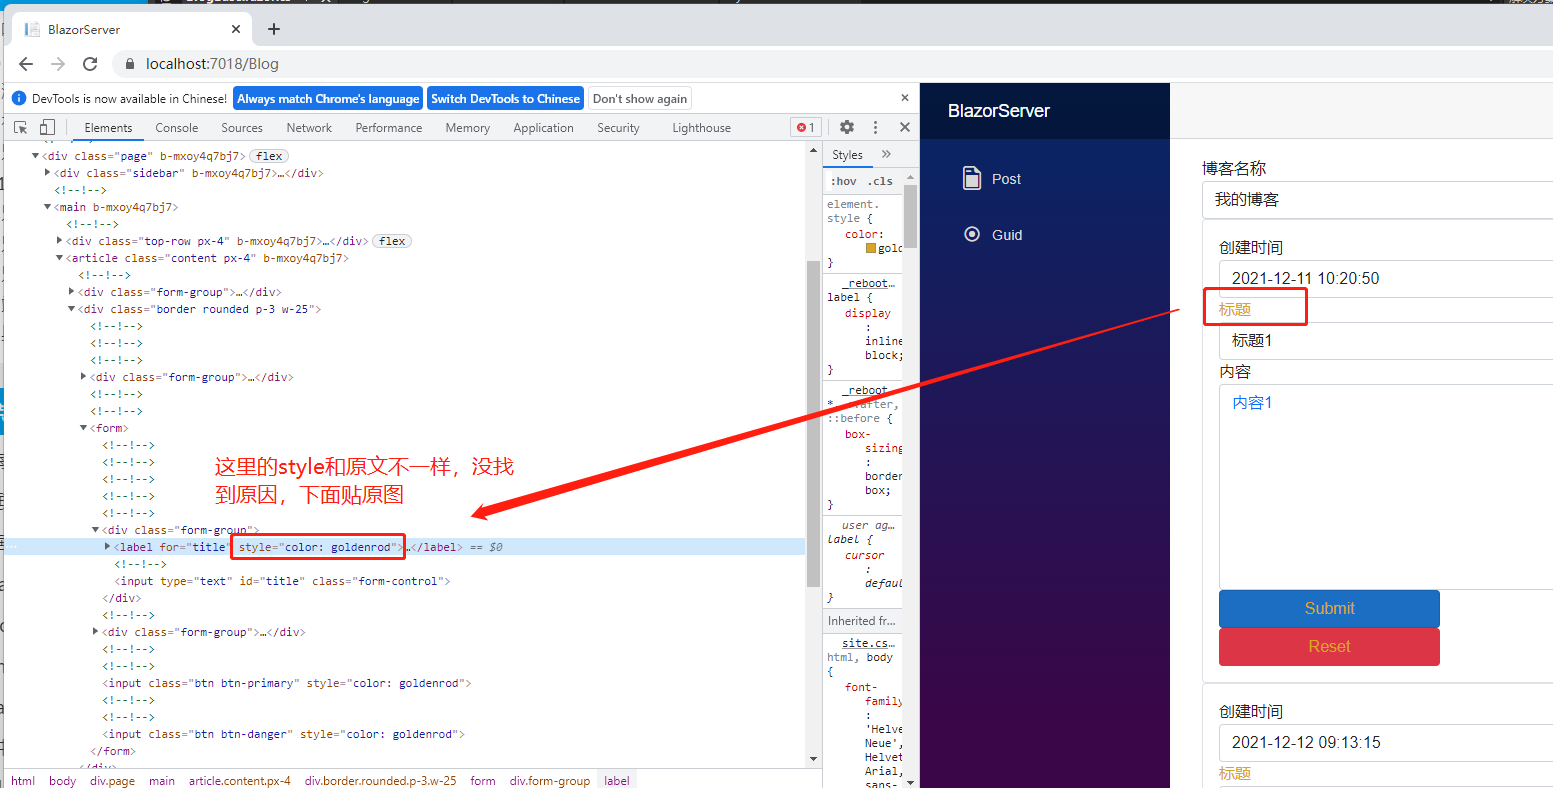 BlazorServer
localhost:7018/Blog
DevTools is now available in Chinese! Always match Chrome's language Switch DevTools to Chinese Don't show again
Elements Console Sources Network Performance Memory Application Security Lighthouse 1
<div class="page" b-mxoy4q7bj7> flex
<div class="sidebar" b-mxoy4q7bj7>…</div>
<!--!-->
<main b-mxoy4q7bj7>
<!--!-->
<div class="top-row px-4" b-mxoy4q7bj7>…</div> flex
<article class="content px-4" b-mxoy4q7bj7>
<!--!-->
<div class="form-group">…</div>
<div class="border rounded p-3 w-25">
<!--!-->
<!--!-->
<!--!-->
<div class="form-group">…</div>
<!--!-->
<!--!-->
<form>
<!--!-->
<!--!-->
<!--!-->
<!--!-->
<!--!-->
这里的style和原文不一样，没找
到原因，下面贴原图
<div class="form-group">
<label for="title" style="color: goldenrod">…</label> == $0
<!--!-->
<input type="text" id="title" class="form-control">
</div>
<!--!-->
<div class="form-group">…</div>
<!--!-->
<!--!-->
<input class="btn btn-primary" style="color: goldenrod">
<!--!-->
<!--!-->
<input class="btn btn-danger" style="color: goldenrod">
</form>
</div>
html body div.page main article.content.px-4 div.border.rounded.p-3.w-25 form div.form-group label
Styles »
:hov .cls
element.
style {
color:
gold
}
_reboot…
label {
display
:
inline
block;
}
_reboot
*
after,
::before {
box-
sizing
:
border
box;
}
user ag…
label {
cursor
:
defau
}
Inherited fr…
site.cs…
html, body
{
font-
family
:
'Helve
Neue',
Helvet
Arial,
sans-
BlazorServer
Post
Guid
博客名称
我的博客
创建时间
2021-12-11 10:20:50
标题
标题1
内容
内容1
Submit
Reset
创建时间
2021-12-12 09:13:15
标题